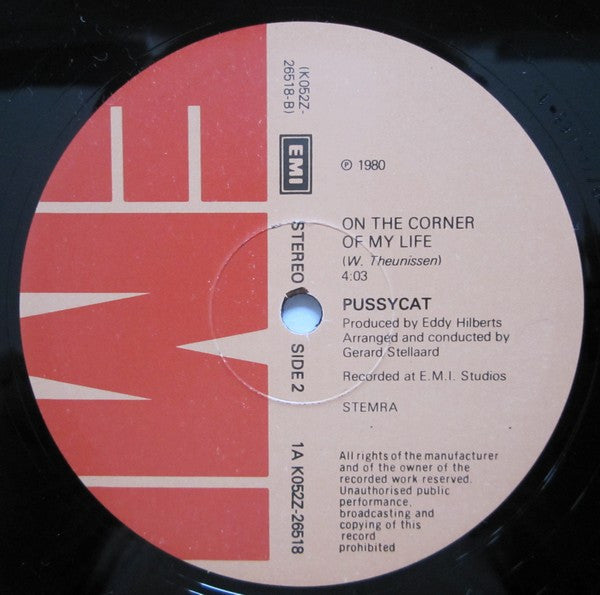 (K052Z-
26518-B)
EMI
STEREO
SIDE 2
1A K052Z-26518
EMI
℗ 1980
ON THE CORNER
OF MY LIFE
(W. Theunissen)
4:03
PUSSYCAT
Produced by Eddy Hilberts
Arranged and conducted by
Gerard Stellaard
Recorded at E.M.I. Studios
STEMRA
All rights of the manufacturer
and of the owner of the
recorded work reserved.
Unauthorised public
performance,
broadcasting and
copying of this
record
prohibited